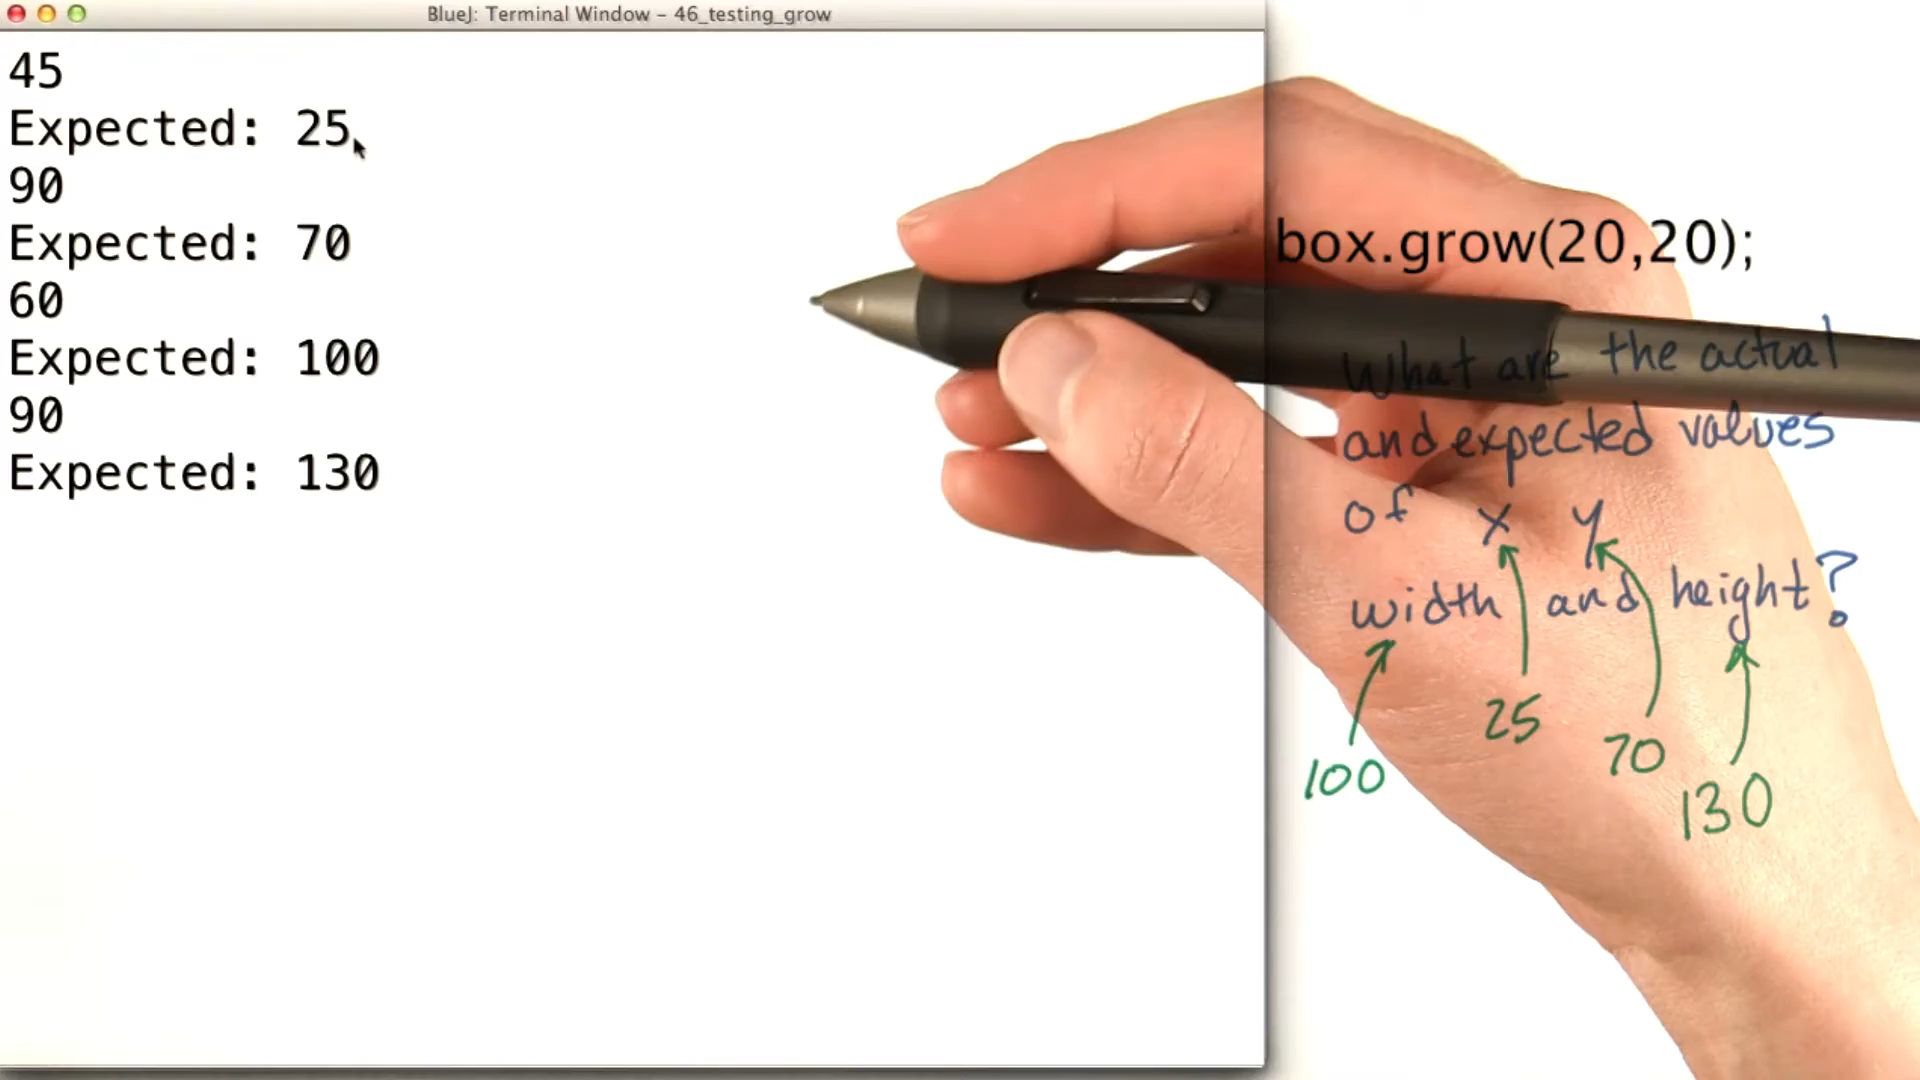 BlueJ: Terminal Window – 46_testing_grow
45
Expected: 25
90
Expected: 70
60
Expected: 100
90
Expected: 130
box.grow(20,20);
What are the actual
and expected values
of x y
width and height?
25
70
100
130